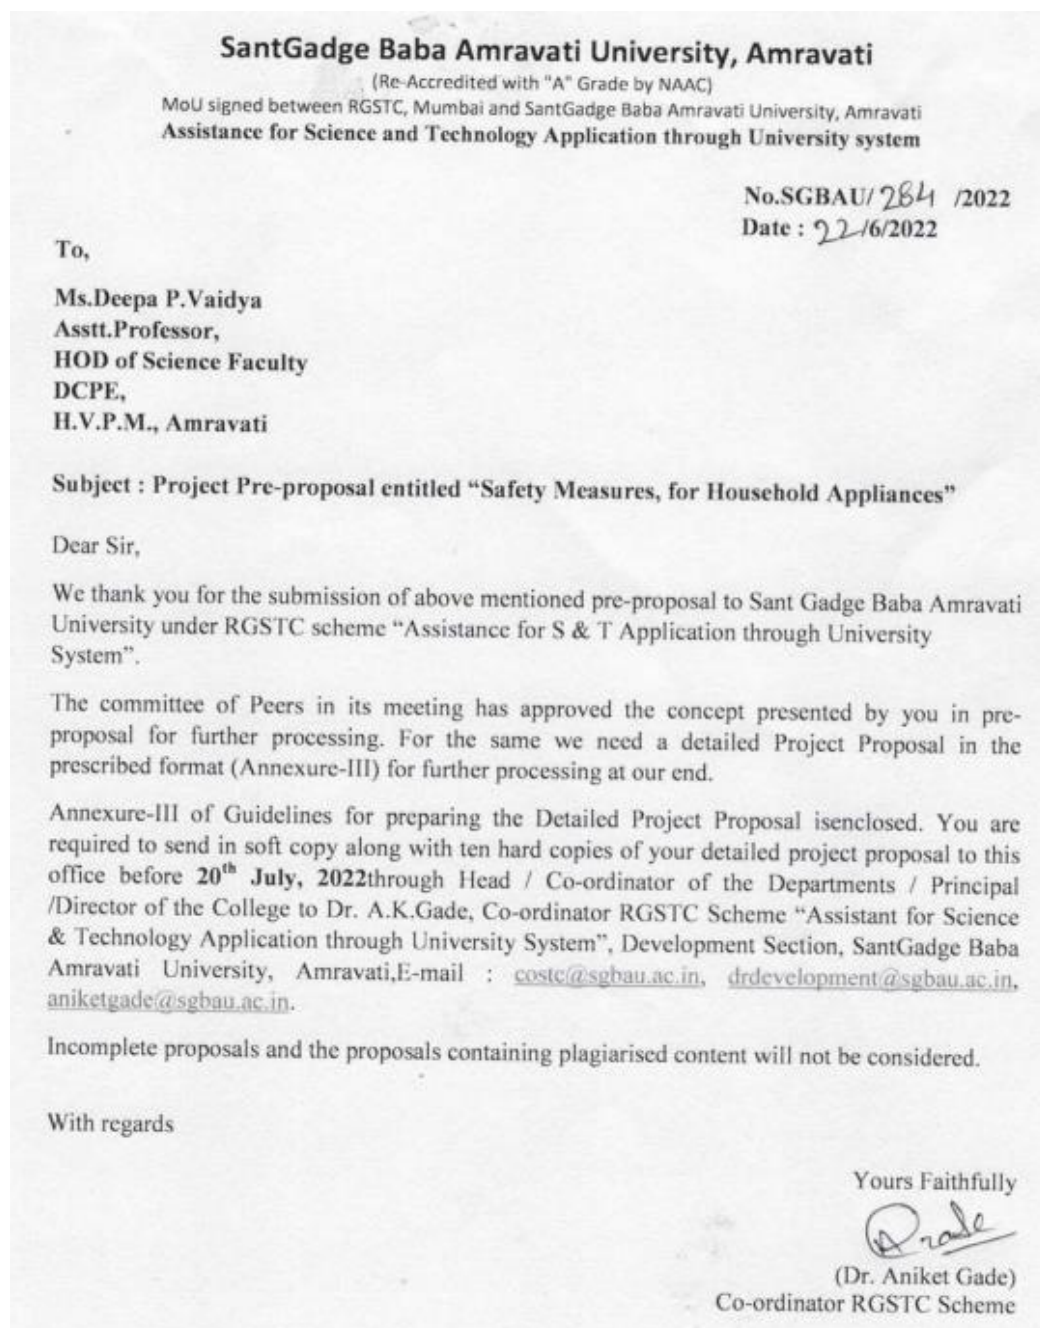 SantGadge Baba Amravati University, Amravati
(Re-Accredited with "A" Grade by NAAC)
MoU signed between RGSTC, Mumbai and SantGadge Baba Amravati University, Amravati
Assistance for Science and Technology Application through University system
No.SGBAU/ 284 /2022
Date : 22/6/2022
To,
Ms.Deepa P.Vaidya
Asstt.Professor,
HOD of Science Faculty
DCPE,
H.V.P.M., Amravati
Subject : Project Pre-proposal entitled “Safety Measures, for Household Appliances”
Dear Sir,
We thank you for the submission of above mentioned pre-proposal to Sant Gadge Baba Amravati
University under RGSTC scheme “Assistance for S & T Application through University
System”.
The committee of Peers in its meeting has approved the concept presented by you in pre-
proposal for further processing. For the same we need a detailed Project Proposal in the
prescribed format (Annexure-III) for further processing at our end.
Annexure-III of Guidelines for preparing the Detailed Project Proposal isenclosed. You are
required to send in soft copy along with ten hard copies of your detailed project proposal to this
office before 20th July, 2022through Head / Co-ordinator of the Departments / Principal
/Director of the College to Dr. A.K.Gade, Co-ordinator RGSTC Scheme “Assistant for Science
& Technology Application through University System”, Development Section, SantGadge Baba
Amravati University, Amravati,E-mail : costc@sgbau.ac.in, drdevelopment@sgbau.ac.in,
aniketgade@sgbau.ac.in.
Incomplete proposals and the proposals containing plagiarised content will not be considered.
With regards
Yours Faithfully
(Dr. Aniket Gade)
Co-ordinator RGSTC Scheme